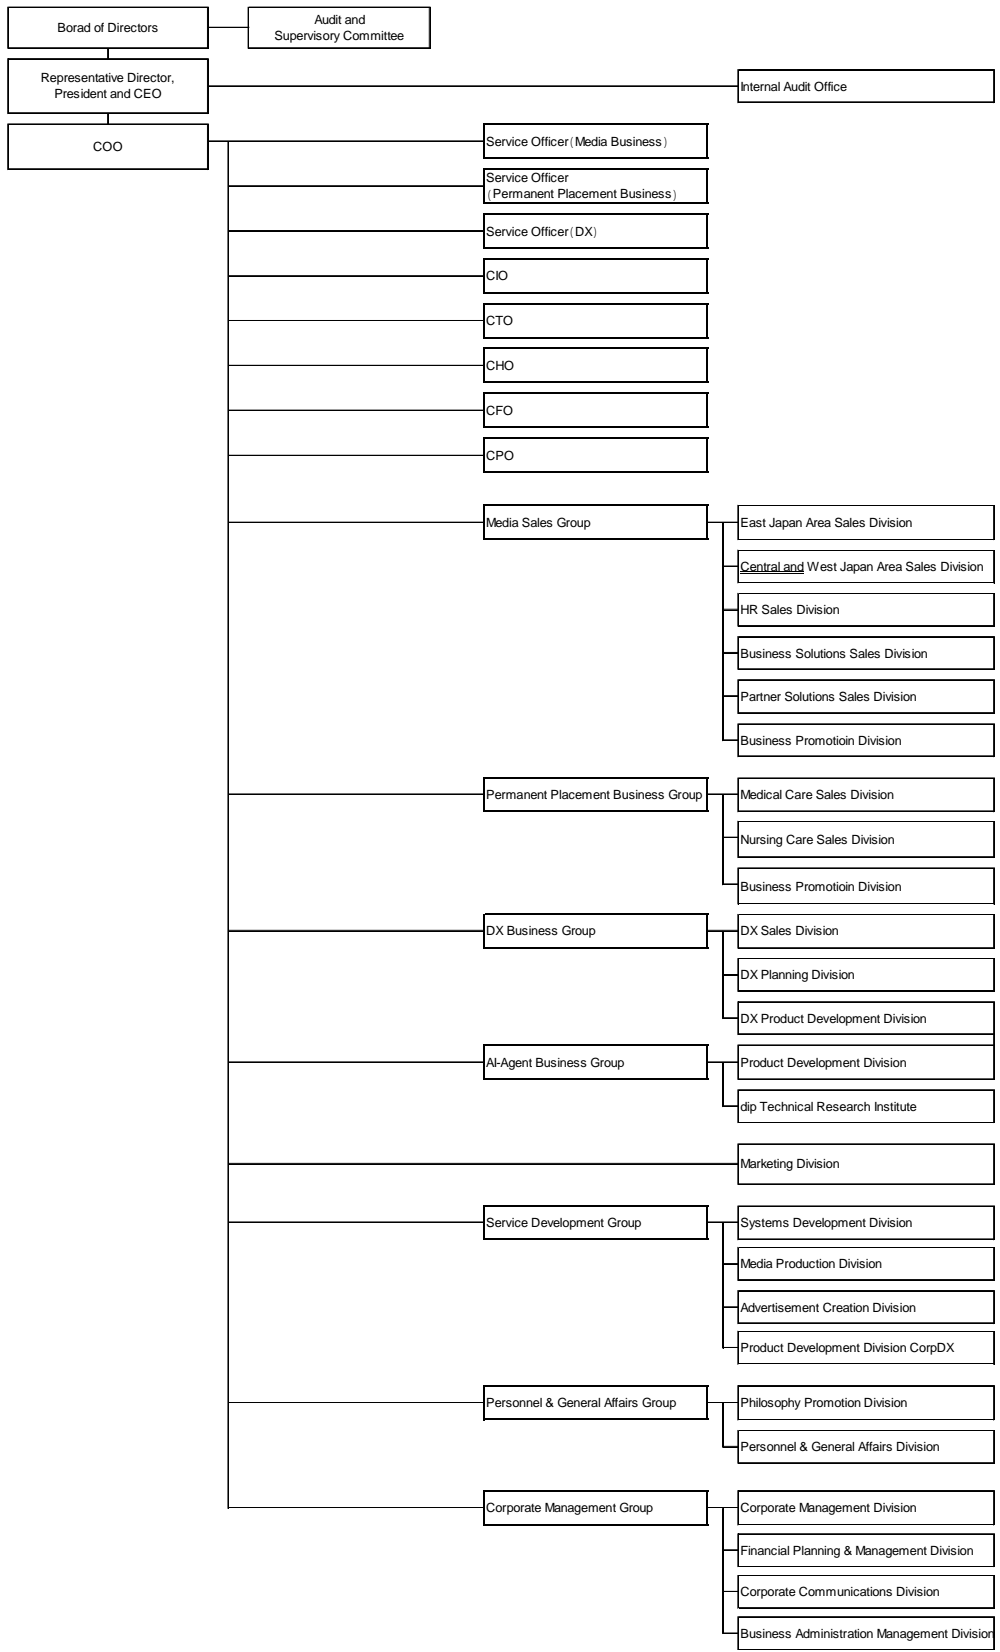 Borad of Directors
Audit and
Supervisory Committee
Representative Director,
President and CEO
Internal Audit Office
COO
Service Officer(Media Business)
Service Officer
(Permanent Placement Business)
Service Officer(DX)
CIO
CTO
CHO
CFO
CPO
Media Sales Group
East Japan Area Sales Division
Central and West Japan Area Sales Division
HR Sales Division
Business Solutions Sales Division
Partner Solutions Sales Division
Business Promotioin Division
Permanent Placement Business Group
Medical Care Sales Division
Nursing Care Sales Division
Business Promotioin Division
DX Business Group
DX Sales Division
DX Planning Division
DX Product Development Division
AI-Agent Business Group
Product Development Division
dip Technical Research Institute
Marketing Division
Service Development Group
Systems Development Division
Media Production Division
Advertisement Creation Division
Product Development Division CorpDX
Personnel & General Affairs Group
Philosophy Promotion Division
Personnel & General Affairs Division
Corporate Management Group
Corporate Management Division
Financial Planning & Management Division
Corporate Communications Division
Business Administration Management Division